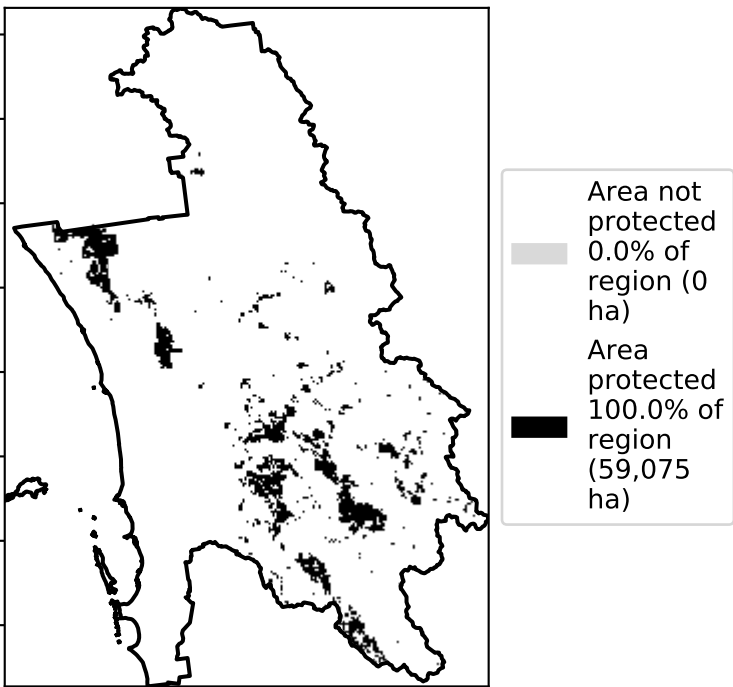 Area not
protected
0.0% of
region (0
ha)
Area
protected
100.0% of
region
(59,075
ha)